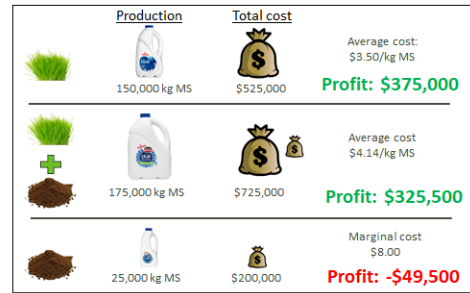 Production Total cost
Average cost:
$3.50/kg MS
150,000 kg MS $525,000 Profit: $375,000
Average cost
$4.14/kg MS
175,000 kg MS $725,000 Profit: $325,500
Marginal cost
$8.00
25,000 kg MS $200,000 Profit: -$49,500